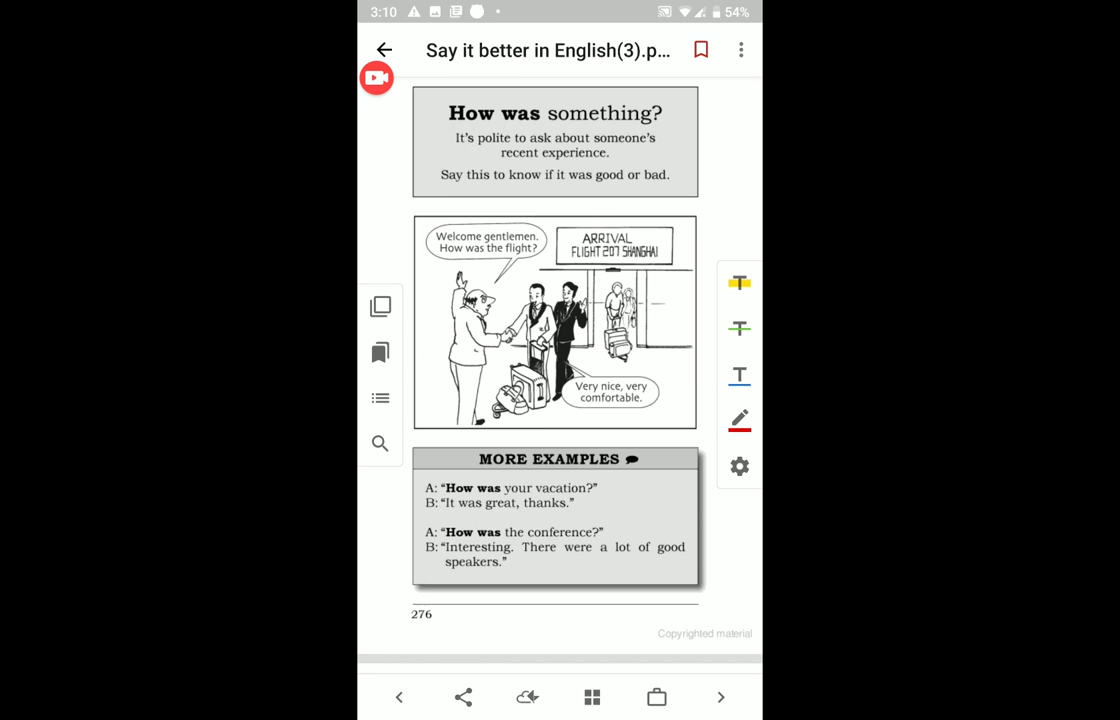 3:10
54%
Say it better in English(3).p...
How was something?
It's polite to ask about someone's
recent experience.
Say this to know if it was good or bad.
Welcome gentlemen.
How was the flight?
ARRIVAL
FLIGHT 207 SHANGHAI
Very nice, very
comfortable.
MORE EXAMPLES
A: “How was your vacation?”
B: “It was great, thanks.”
A: “How was the conference?”
B: “Interesting. There were a lot of good
speakers.”
276
Copyrighted material
T
T
T